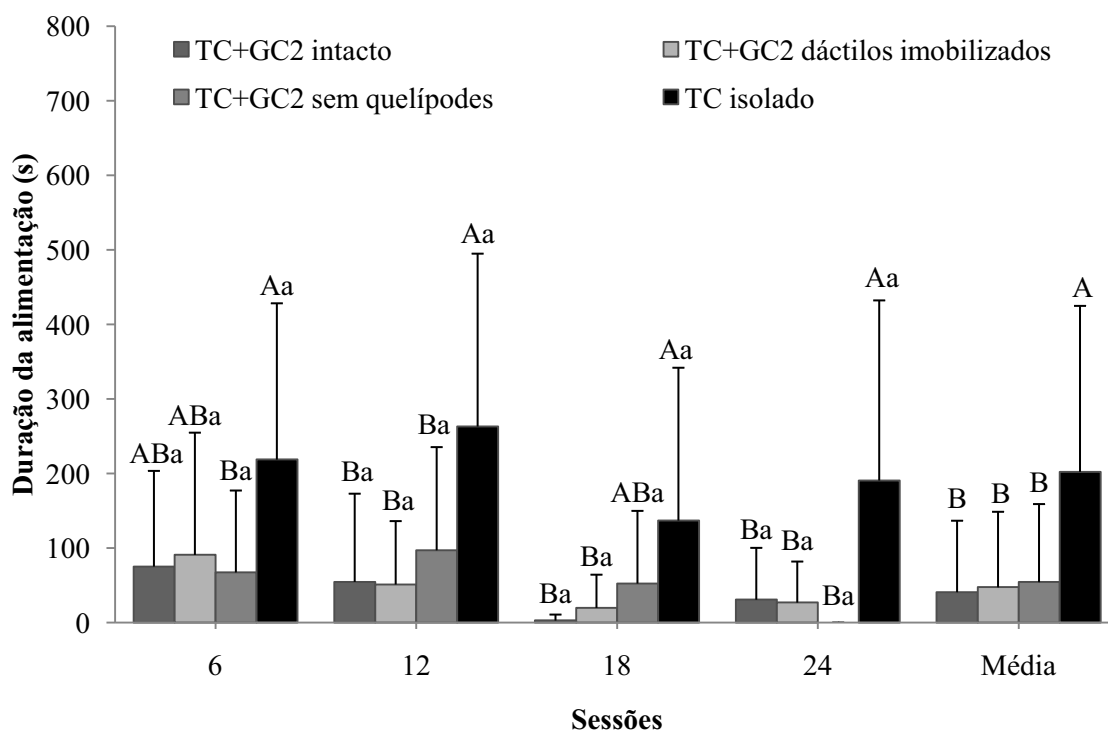 800
700
600
500
400
300
200
100
0
Duração da alimentação (s)
TC+GC2 intacto
TC+GC2 dáctilos imobilizados
TC+GC2 sem quelípodes
TC isolado
ABa
ABa
Ba
Aa
Ba
Ba
Ba
Aa
Ba
Ba
ABa
Aa
Ba
Ba
Ba
Aa
B
B
B
A
6
12
18
24
Média
Sessões